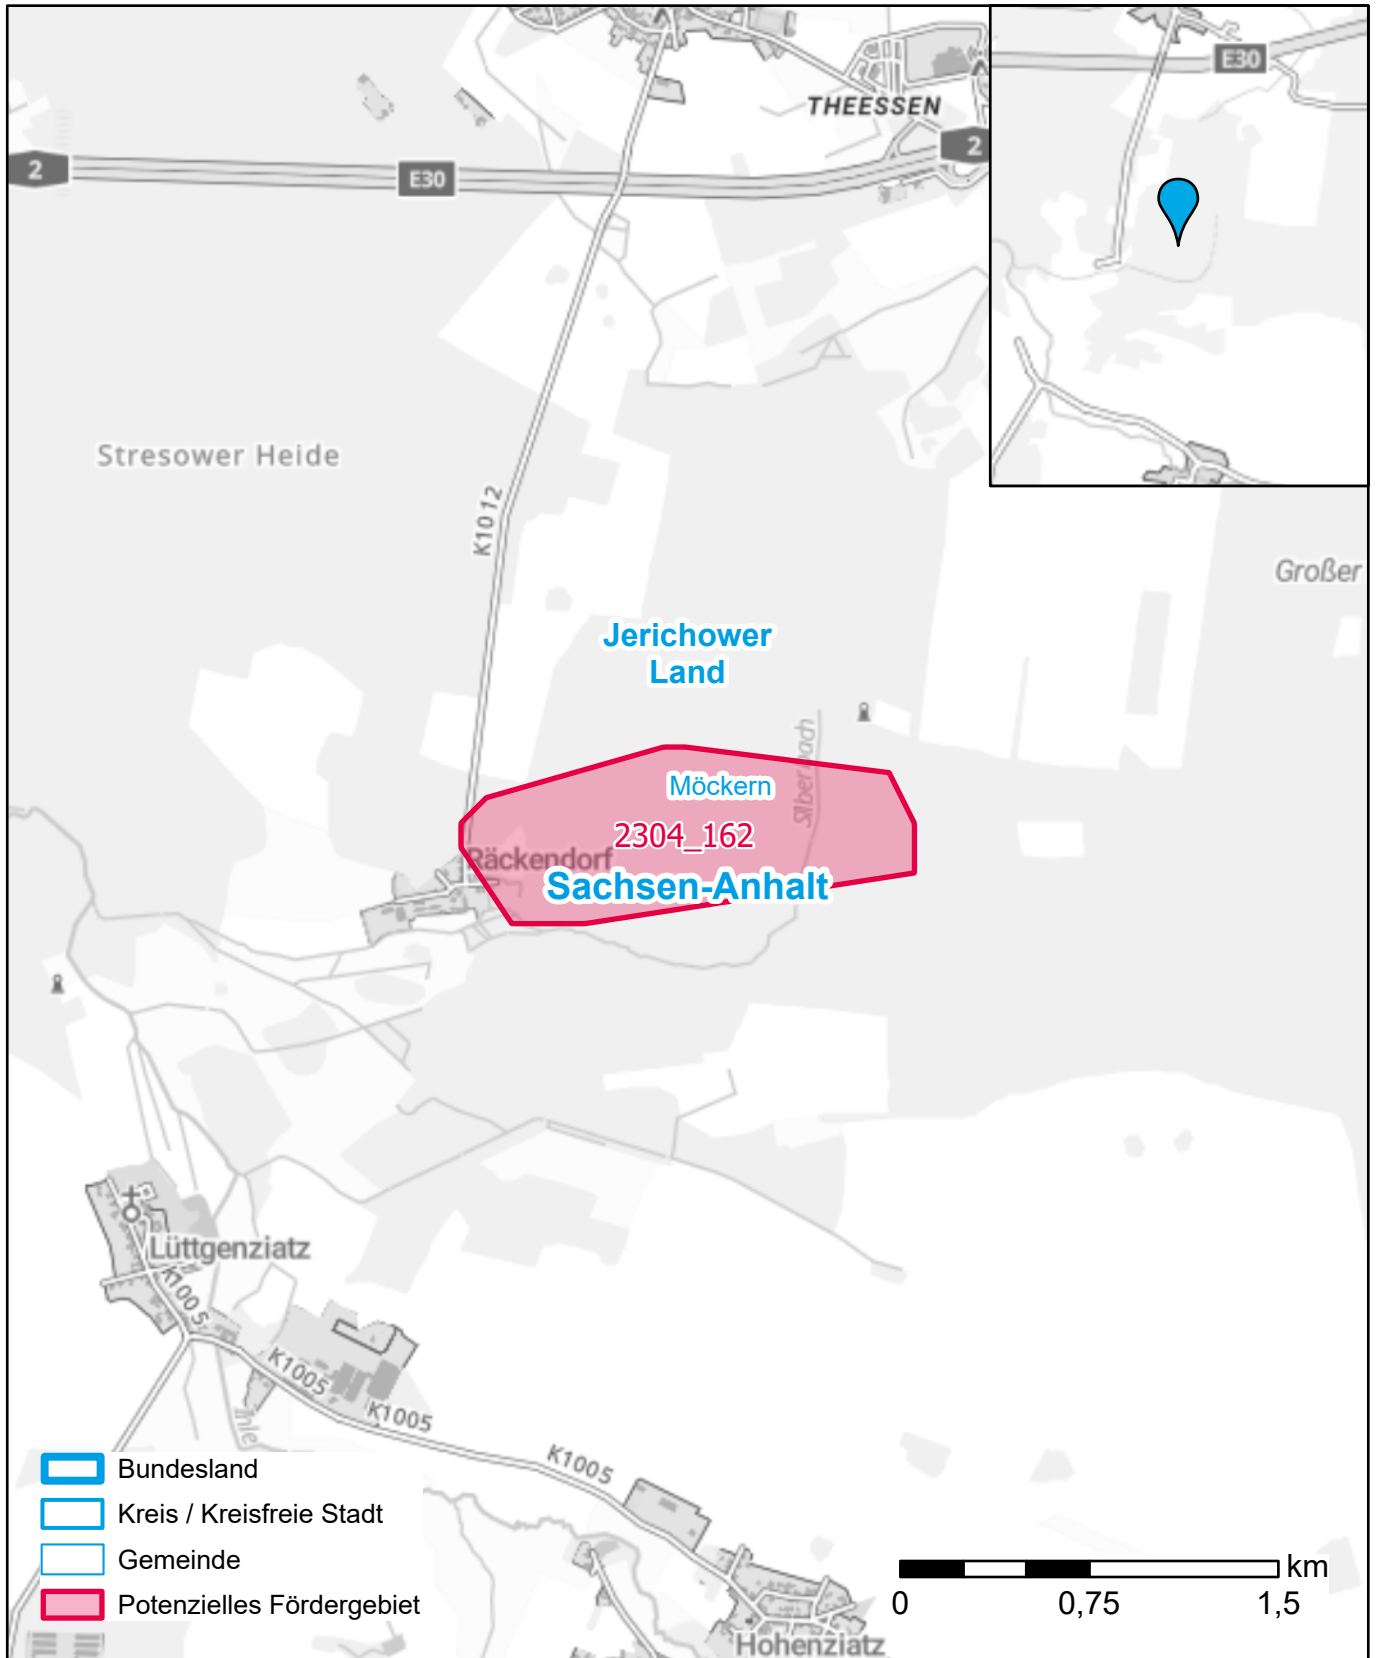 THEESSEN
E30
2
2
E30
Stresower Heide
K1012
Großer
Jerichower
Land
Silberbach
Möckern
2304_162
Räckendorf
Sachsen-Anhalt
Lüttgenziatz
K1005
K1005
K1005
Ihle
K1005
Bundesland
Kreis / Kreisfreie Stadt
Gemeinde
Potenzielles Fördergebiet
km
0 0,75 1,5
Hohenziatz